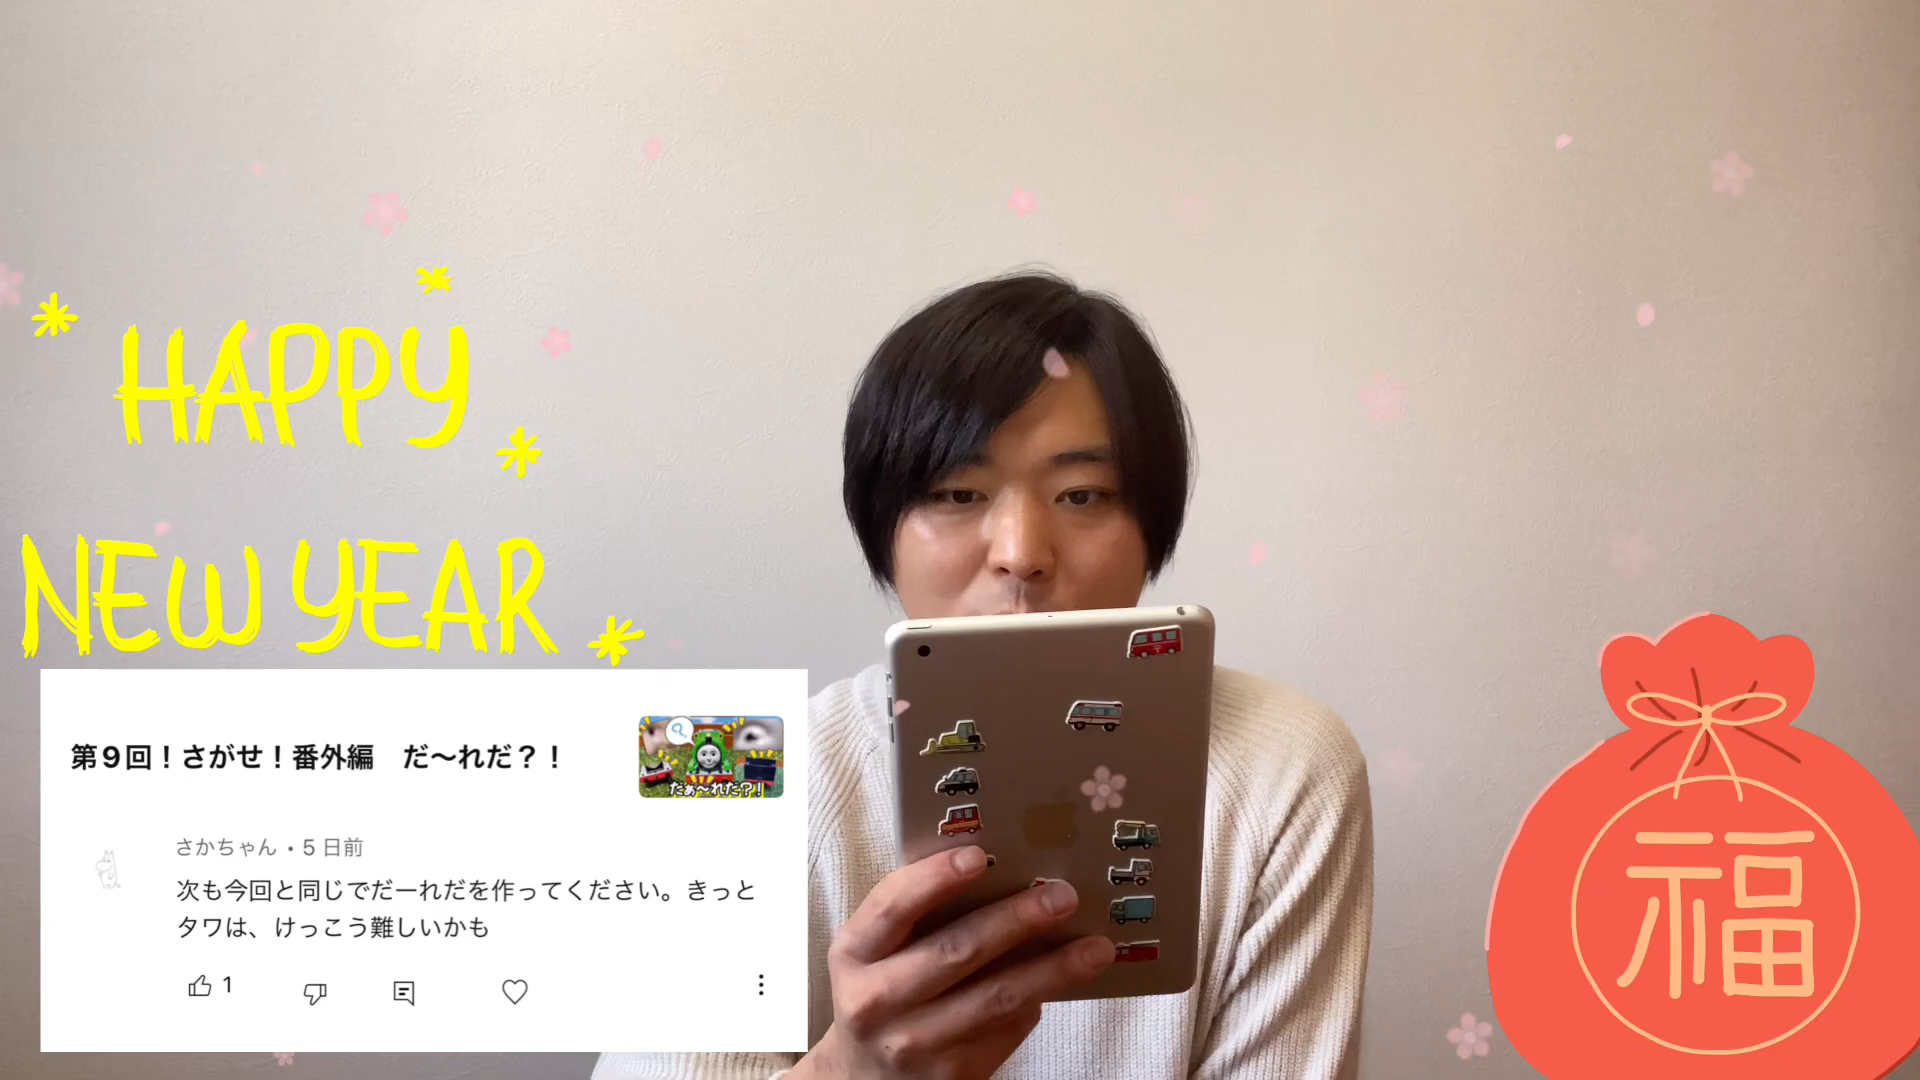 HAPPY
NEW YEAR
第9回！さがせ！番外編　だ〜れだ？！
だぁ〜れだ?!
さかちゃん・5 日前
次も今回と同じでだーれだを作ってください。きっと
タワは、けっこう難しいかも
1
福